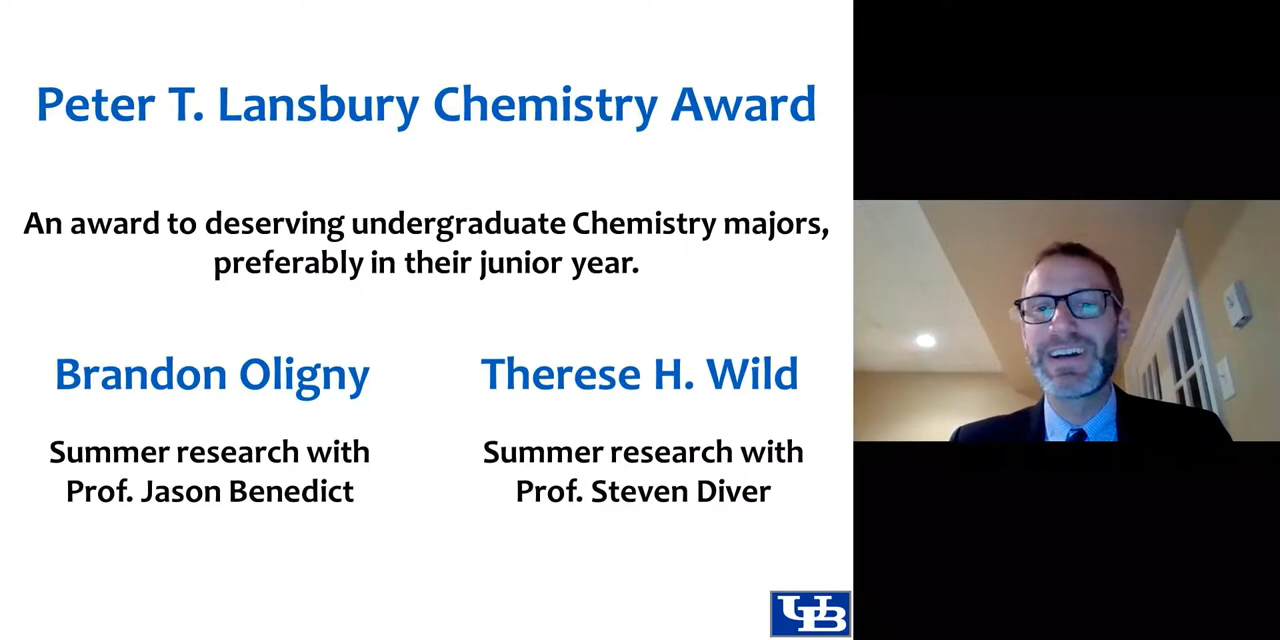 Peter T. Lansbury Chemistry Award
An award to deserving undergraduate Chemistry majors,
preferably in their junior year.
Brandon Oligny
Therese H. Wild
Summer research with
Prof. Jason Benedict
Summer research with
Prof. Steven Diver
UB